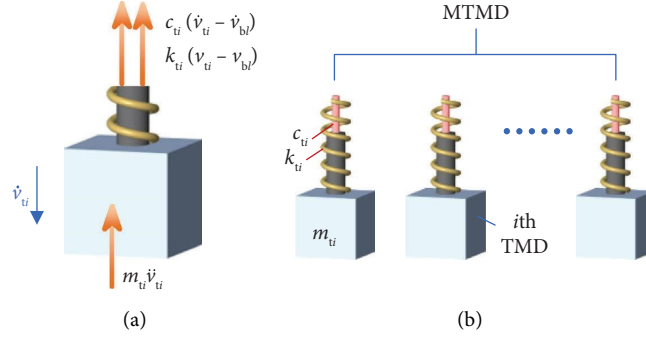 c_ti (v̇_ti – v̇_bl)
k_ti (v_ti – v_bl)
v̇_ti
m_ti v̈_ti
(a)
MTMD
c_ti
k_ti
m_ti
ith
TMD
(b)